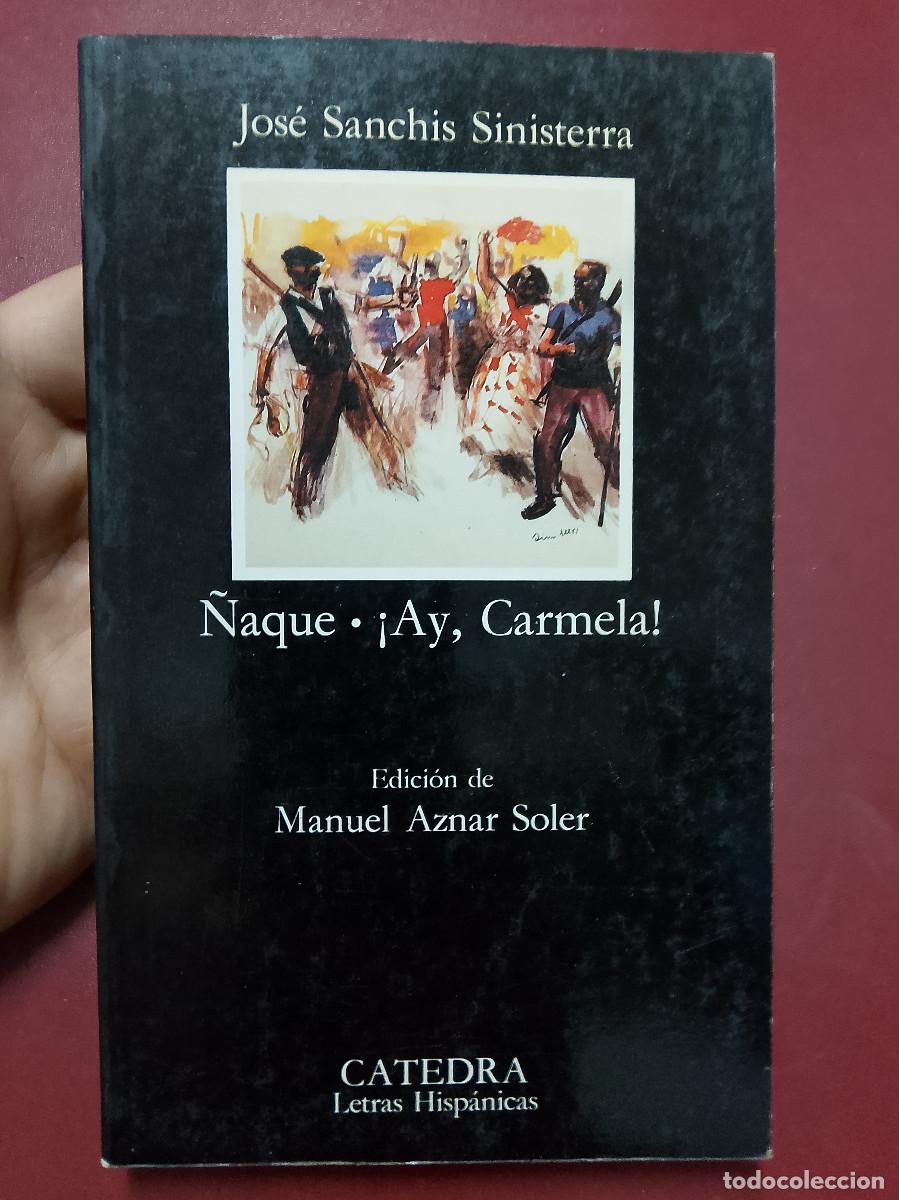 José Sanchis Sinisterra
Ñaque • ¡Ay, Carmela!
Edición de
Manuel Aznar Soler
CATEDRA
Letras Hispánicas
todocoleccion